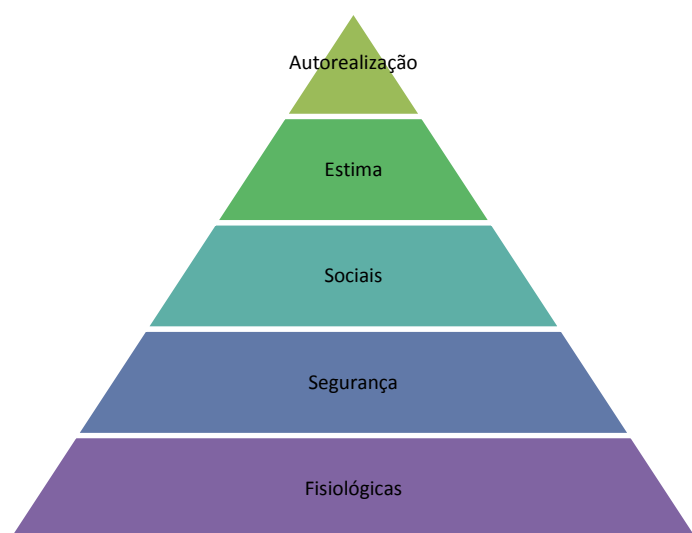 Autorealização
Estima
Sociais
Segurança
Fisiológicas